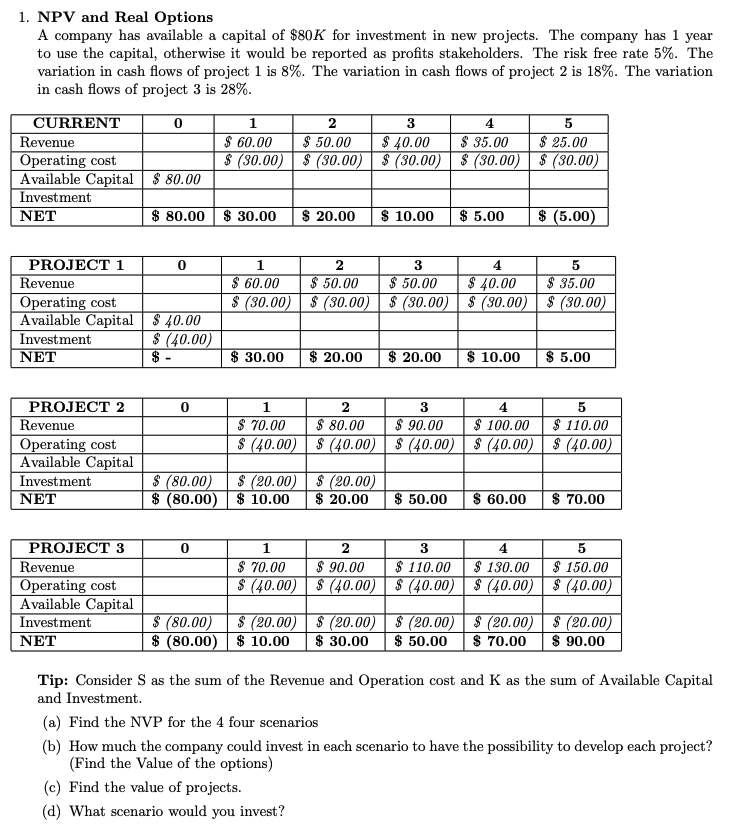 1. NPV and Real Options
A company has available a capital of $80K for investment in new projects. The company has 1 year
to use the capital, otherwise it would be reported as profits stakeholders. The risk free rate 5%. The
variation in cash flows of project 1 is 8%. The variation in cash flows of project 2 is 18%. The variation
in cash flows of project 3 is 28%.
CURRENT 0 1 2 3 4 5
Revenue $ 60.00 $ 50.00 $ 40.00 $ 35.00 $ 25.00
Operating cost $ (30.00) $ (30.00) $ (30.00) $ (30.00) $ (30.00)
Available Capital $ 80.00
Investment
NET $ 80.00 $ 30.00 $ 20.00 $ 10.00 $ 5.00 $ (5.00)
PROJECT 1 0 1 2 3 4 5
Revenue $ 60.00 $ 50.00 $ 50.00 $ 40.00 $ 35.00
Operating cost $ (30.00) $ (30.00) $ (30.00) $ (30.00) $ (30.00)
Available Capital $ 40.00
Investment $ (40.00)
NET $ - $ 30.00 $ 20.00 $ 20.00 $ 10.00 $ 5.00
PROJECT 2 0 1 2 3 4 5
Revenue $ 70.00 $ 80.00 $ 90.00 $ 100.00 $ 110.00
Operating cost $ (40.00) $ (40.00) $ (40.00) $ (40.00) $ (40.00)
Available Capital
Investment $ (80.00) $ (20.00) $ (20.00)
NET $ (80.00) $ 10.00 $ 20.00 $ 50.00 $ 60.00 $ 70.00
PROJECT 3 0 1 2 3 4 5
Revenue $ 70.00 $ 90.00 $ 110.00 $ 130.00 $ 150.00
Operating cost $ (40.00) $ (40.00) $ (40.00) $ (40.00) $ (40.00)
Available Capital
Investment $ (80.00) $ (20.00) $ (20.00) $ (20.00) $ (20.00) $ (20.00)
NET $ (80.00) $ 10.00 $ 30.00 $ 50.00 $ 70.00 $ 90.00
Tip: Consider S as the sum of the Revenue and Operation cost and K as the sum of Available Capital
and Investment.
(a) Find the NVP for the 4 four scenarios
(b) How much the company could invest in each scenario to have the possibility to develop each project?
(Find the Value of the options)
(c) Find the value of projects.
(d) What scenario would you invest?